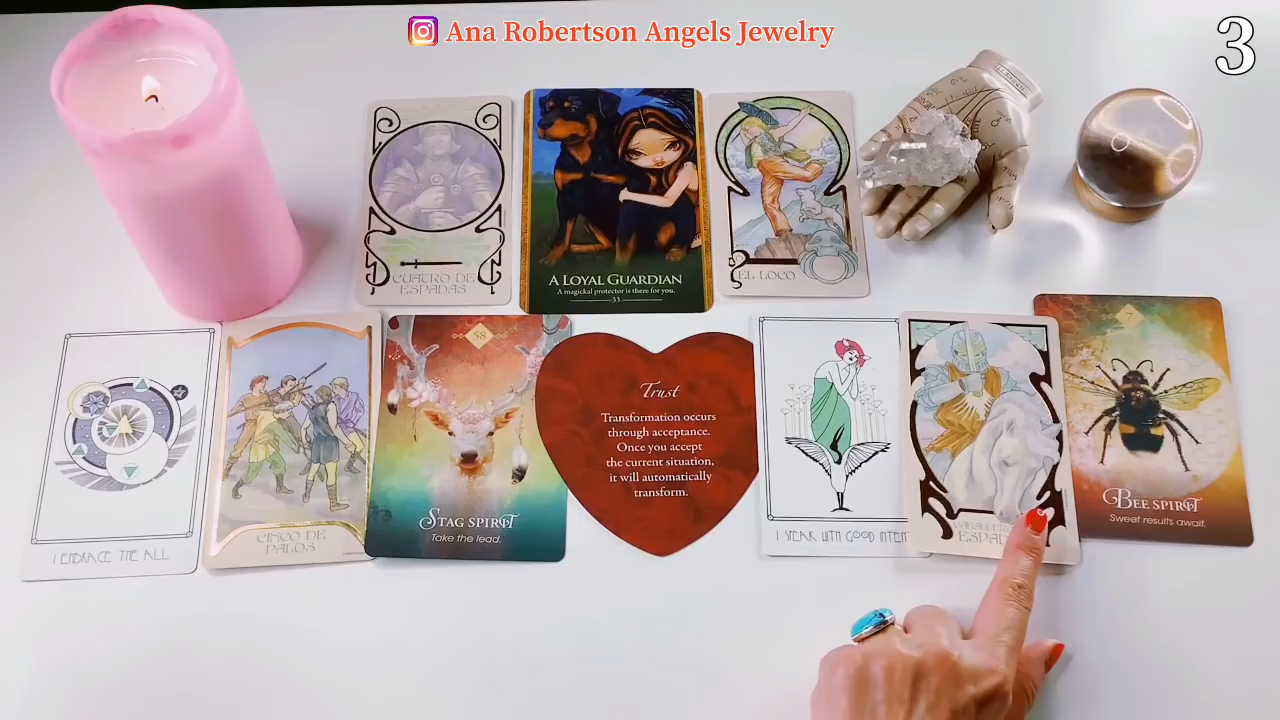 Ana Robertson Angels Jewelry
3
CUATRO DE
ESPADAS
A LOYAL GUARDIAN
A magickal protector is there for you.
33
EL LOCO
I EMBRACE THE ALL
CINCO DE
PALOS
58
STAG SPIRIT
Take the lead.
Trust
Transformation occurs
through acceptance.
Once you accept
the current situation,
it will automatically
transform.
I SPEAK WITH GOOD INTENT
7
BEE SPIRIT
Sweet results await.